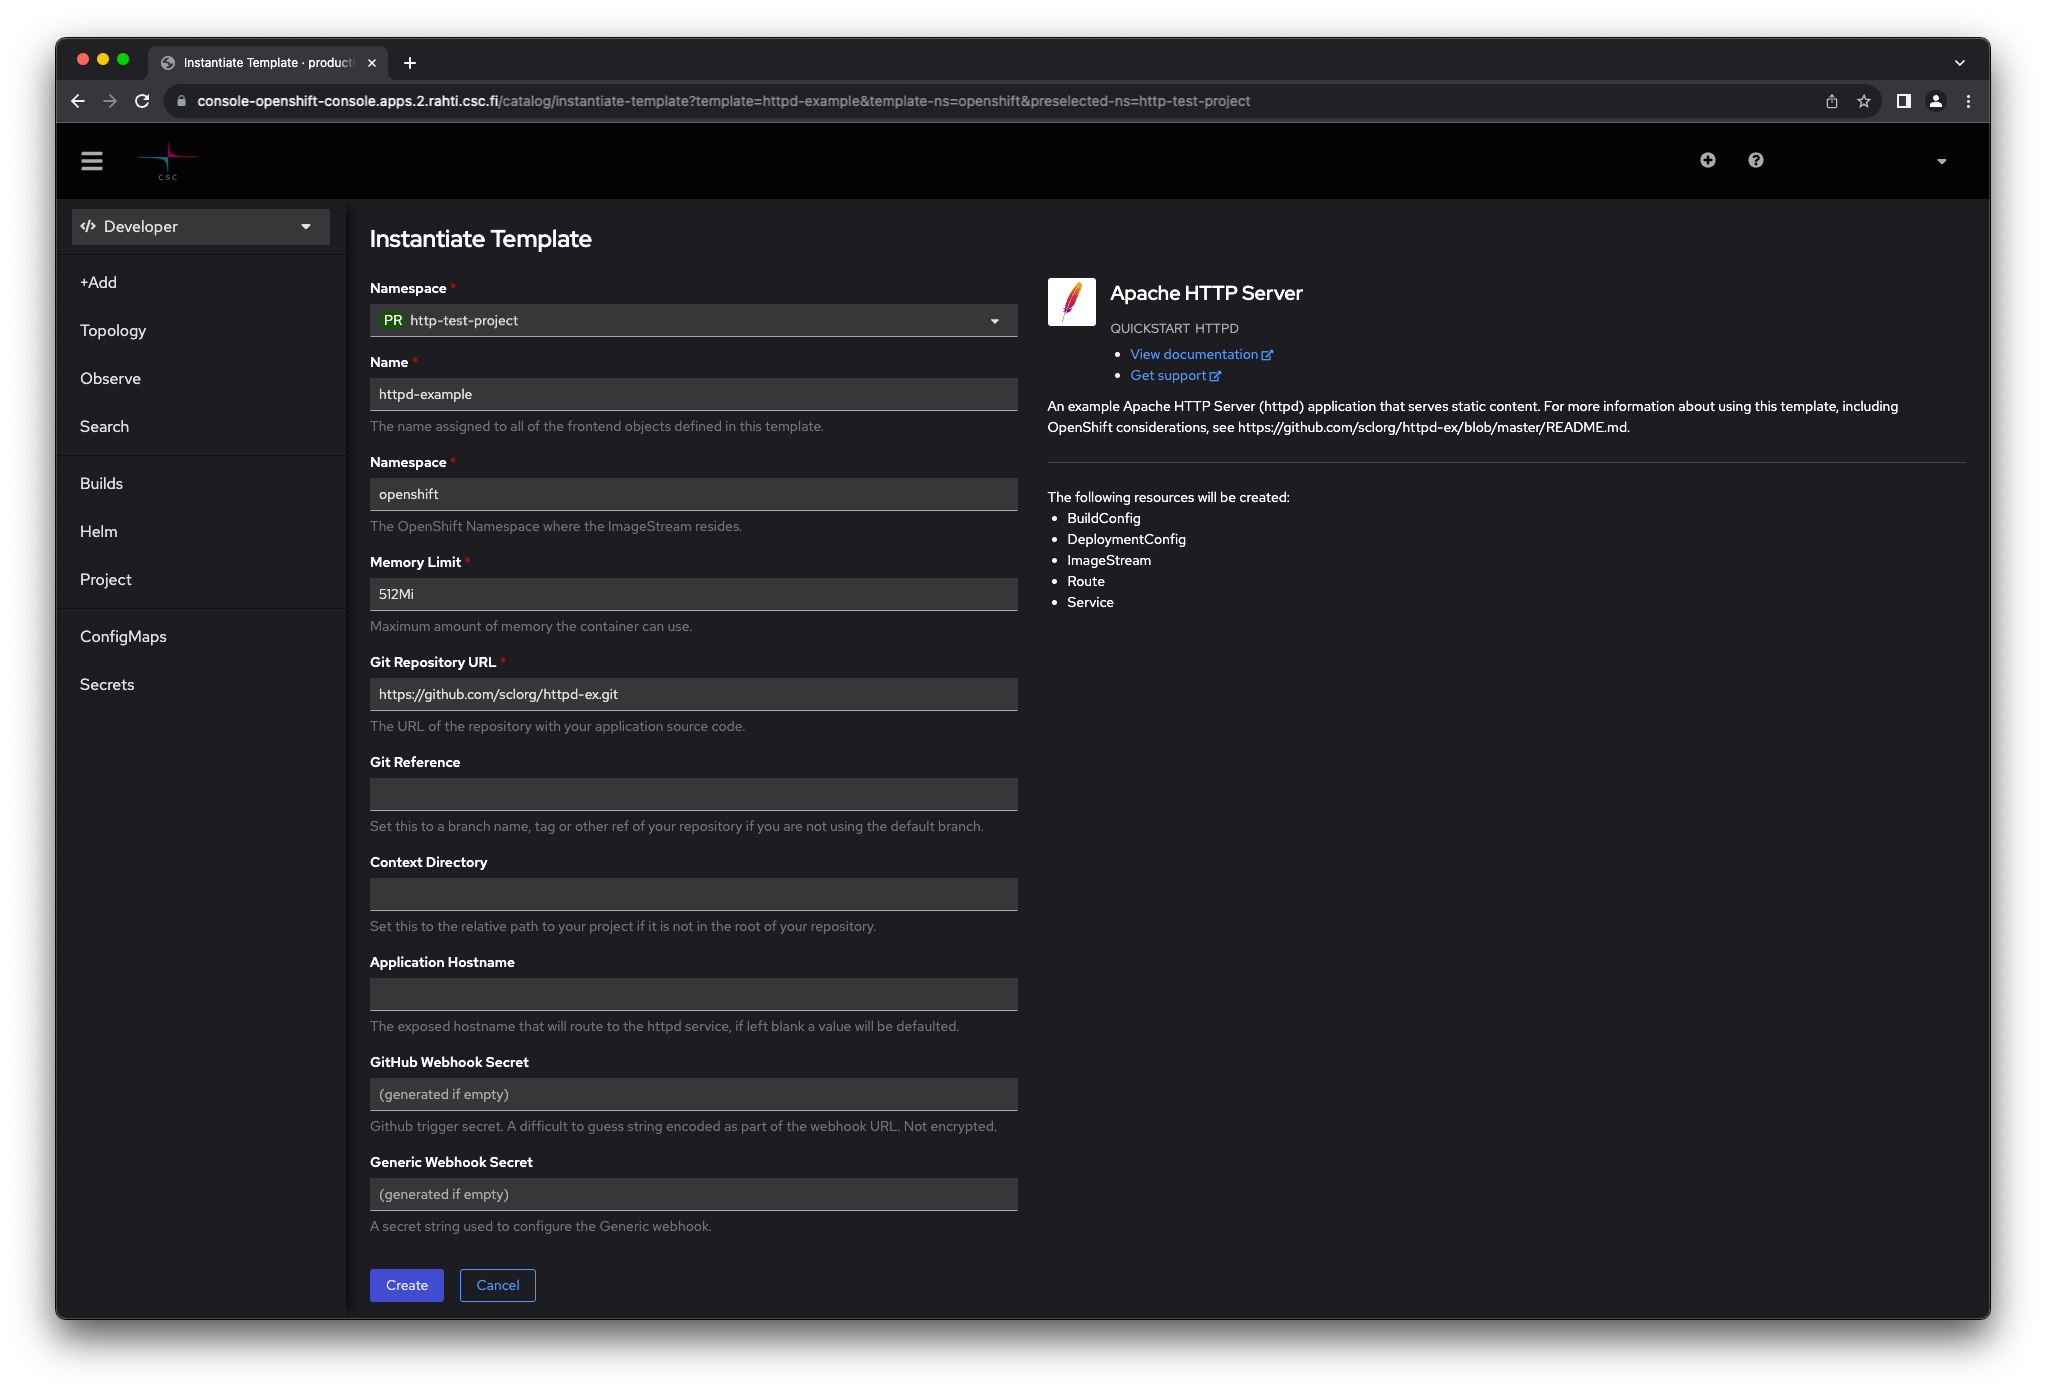 Instantiate Template · producti
console-openshift-console.apps.2.rahti.csc.fi/catalog/instantiate-template?template=httpd-example&template-ns=openshift&preselected-ns=http-test-project
CSC
Developer
+Add
Topology
Observe
Search
Builds
Helm
Project
ConfigMaps
Secrets
Instantiate Template
Namespace *
PR http-test-project
Name *
httpd-example
The name assigned to all of the frontend objects defined in this template.
Namespace *
openshift
The OpenShift Namespace where the ImageStream resides.
Memory Limit *
512Mi
Maximum amount of memory the container can use.
Git Repository URL *
https://github.com/sclorg/httpd-ex.git
The URL of the repository with your application source code.
Git Reference
Set this to a branch name, tag or other ref of your repository if you are not using the default branch.
Context Directory
Set this to the relative path to your project if it is not in the root of your repository.
Application Hostname
The exposed hostname that will route to the httpd service, if left blank a value will be defaulted.
GitHub Webhook Secret
(generated if empty)
Github trigger secret. A difficult to guess string encoded as part of the webhook URL. Not encrypted.
Generic Webhook Secret
(generated if empty)
A secret string used to configure the Generic webhook.
Create
Cancel
Apache HTTP Server
QUICKSTART HTTPD
• View documentation
• Get support
An example Apache HTTP Server (httpd) application that serves static content. For more information about using this template, including
OpenShift considerations, see https://github.com/sclorg/httpd-ex/blob/master/README.md.
The following resources will be created:
• BuildConfig
• DeploymentConfig
• ImageStream
• Route
• Service